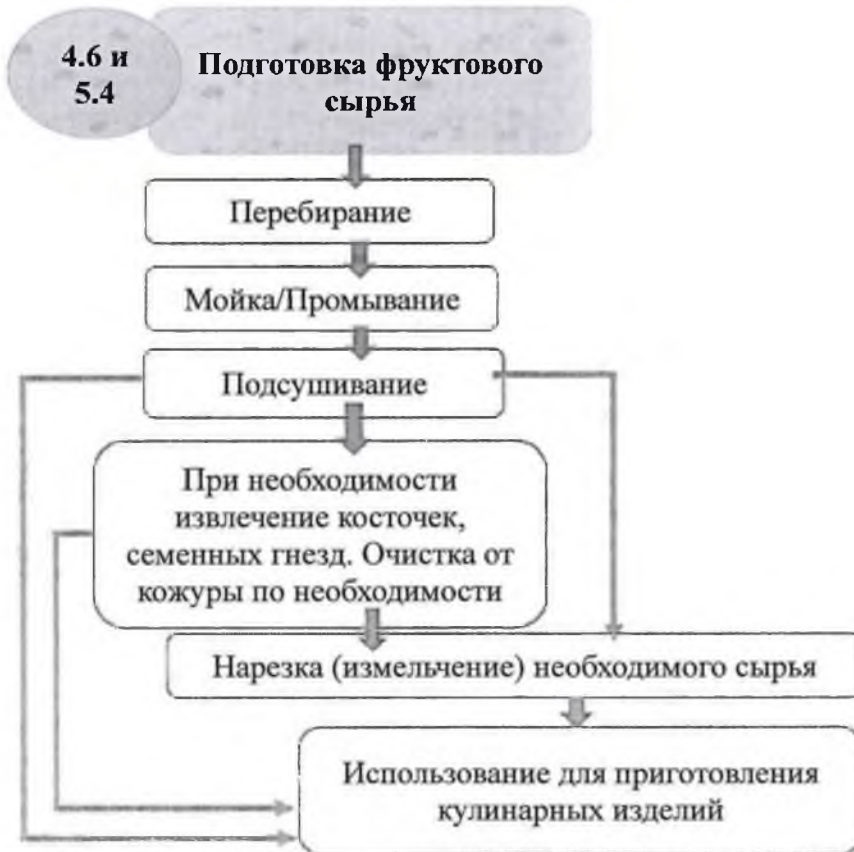 4.6 и
5.4
Подготовка фруктового
сырья
Перебирание
Мойка/Промывание
Подсушивание
При необходимости
извлечение косточек,
семенных гнезд. Очистка от
кожуры по необходимости
Нарезка (измельчение) необходимого сырья
Использование для приготовления
кулинарных изделий